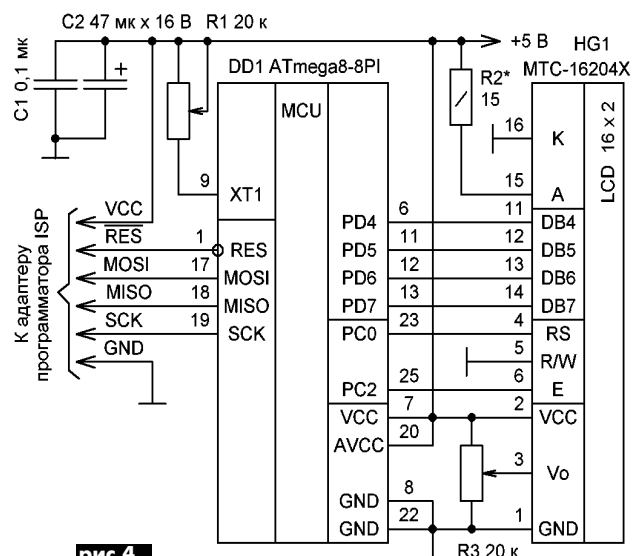 C2 47 мк х 16 В
R1 20 к
+5 В
HG1
C1 0,1 мк
+
DD1 ATmega8-8PI
R2*
15
MTC-16204X
MCU
LCD 16 x 2
16
K
9
XT1
15
A
К адаптеру
программатора ISP
VCC
6
PD4
11
DB4
RES
1
RES
11
PD5
12
DB5
MOSI
17
MOSI
12
PD6
13
DB6
MISO
18
MISO
13
PD7
14
DB7
SCK
19
SCK
23
PC0
4
RS
GND
5
R/W
25
PC2
6
E
7
VCC
2
VCC
20
AVCC
3
Vo
8
GND
22
GND
1
GND
рис.4
R3 20 к